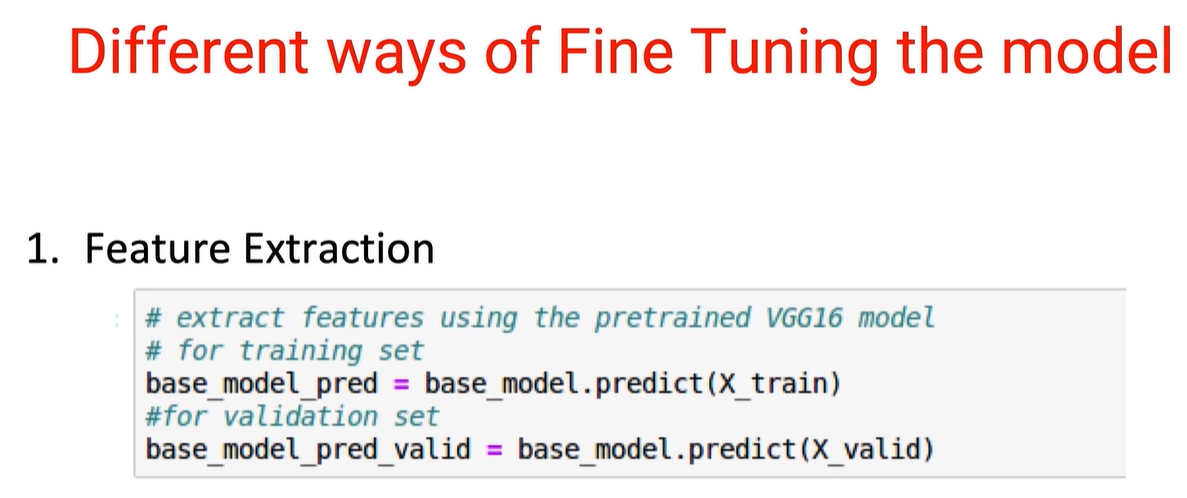 Different ways of Fine Tuning the model
1. Feature Extraction
# extract features using the pretrained VGG16 model
# for training set
base_model_pred = base_model.predict(X_train)
#for validation set
base_model_pred_valid = base_model.predict(X_valid)